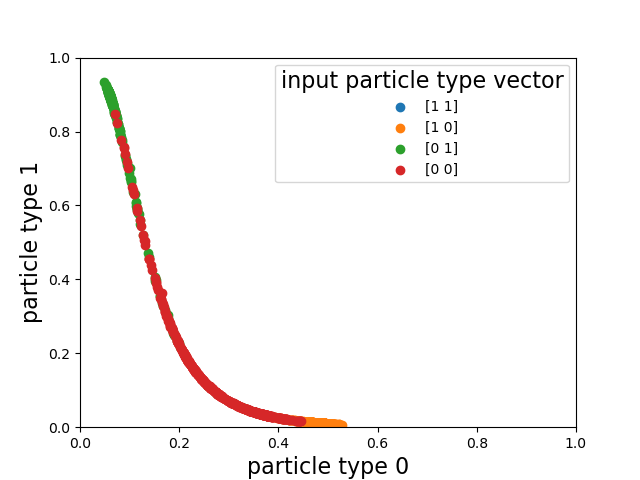 1.0
0.8
0.6
0.4
0.2
0.0
particle type 1
input particle type vector
[1 1]
[1 0]
[0 1]
[0 0]
0.0 0.2 0.4 0.6 0.8 1.0
particle type 0